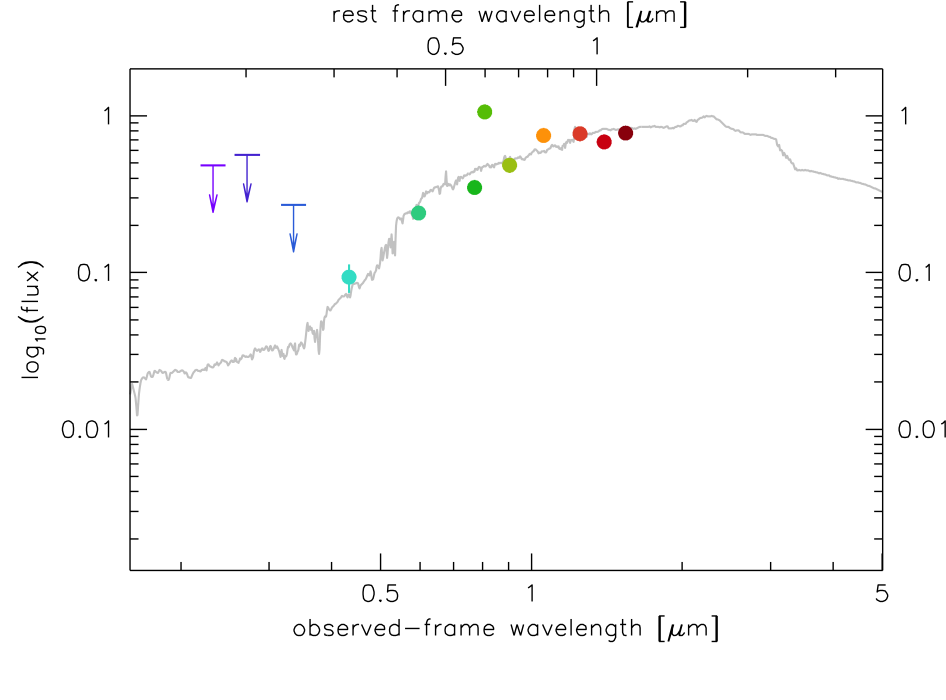 rest frame wavelength [μm]
0.5 1
1 1
0.1 0.1
0.01 0.01
log10(flux)
0.5 1 5
observed-frame wavelength [μm]